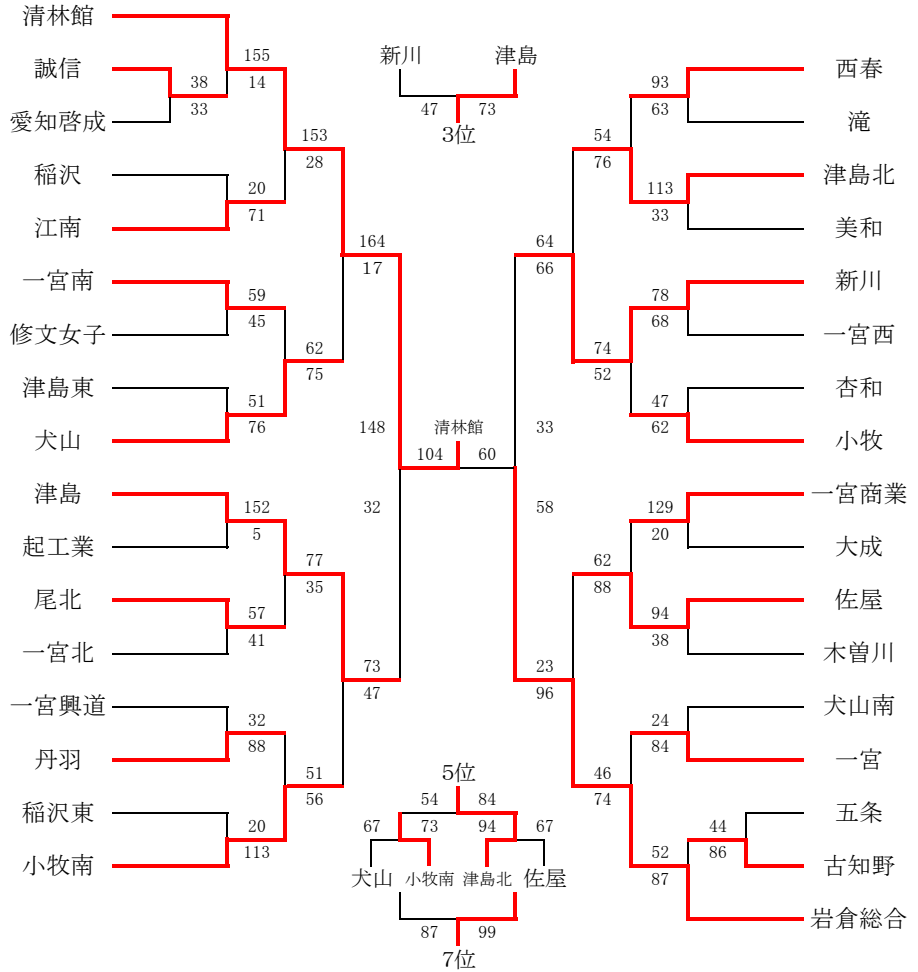 清林館
155
新川
津島
誠信
38
14
93
西春
33
47
73
63
愛知啓成
153
3位
54
滝
28
76
稲沢
20
113
津島北
71
33
江南
美和
164
64
一宮南
17
66
新川
59
78
45
68
修文女子
62
74
一宮西
75
52
津島東
51
47
杏和
76
148
清林館
33
62
犬山
104
60
小牧
津島
152
32
58
129
一宮商業
5
20
起工業
77
62
大成
35
88
尾北
57
94
佐屋
41
38
一宮北
73
23
木曽川
47
96
一宮興道
32
24
犬山南
88
84
丹羽
51
5位
46
一宮
56
54
84
74
稲沢東
20
67
73
94
67
44
五条
113
52
86
小牧南
犬山
小牧南
津島北
佐屋
87
古知野
87
99
岩倉総合
7位